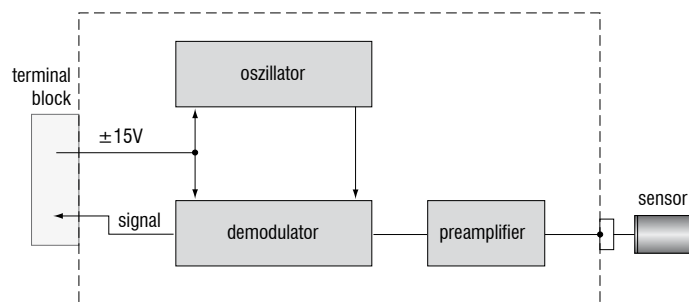 oszillator
terminal
block
±15V
sensor
signal
demodulator
preamplifier